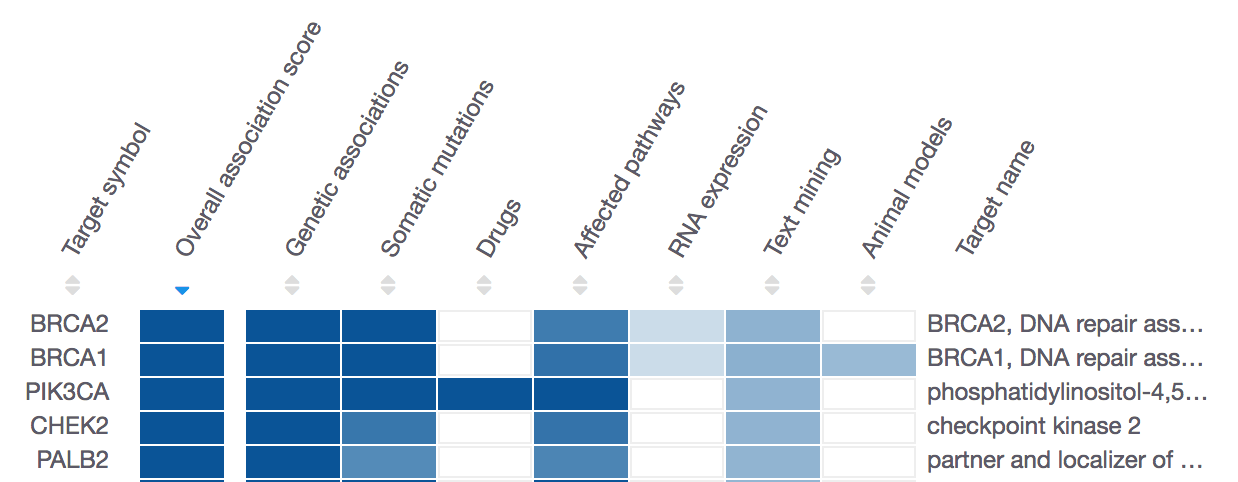 Target symbol
Overall association score
Genetic associations
Somatic mutations
Drugs
Affected pathways
RNA expression
Text mining
Animal models
Target name
BRCA2 BRCA2, DNA repair ass…
BRCA1 BRCA1, DNA repair ass…
PIK3CA phosphatidylinositol-4,5…
CHEK2 checkpoint kinase 2
PALB2 partner and localizer of …